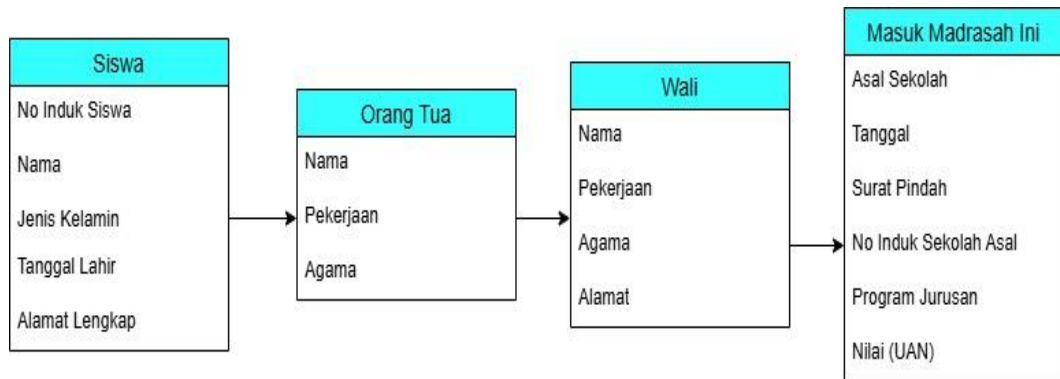 Siswa
No Induk Siswa
Nama
Jenis Kelamin
Tanggal Lahir
Alamat Lengkap
Orang Tua
Nama
Pekerjaan
Agama
Wali
Nama
Pekerjaan
Agama
Alamat
Masuk Madrasah Ini
Asal Sekolah
Tanggal
Surat Pindah
No Induk Sekolah Asal
Program Jurusan
Nilai (UAN)